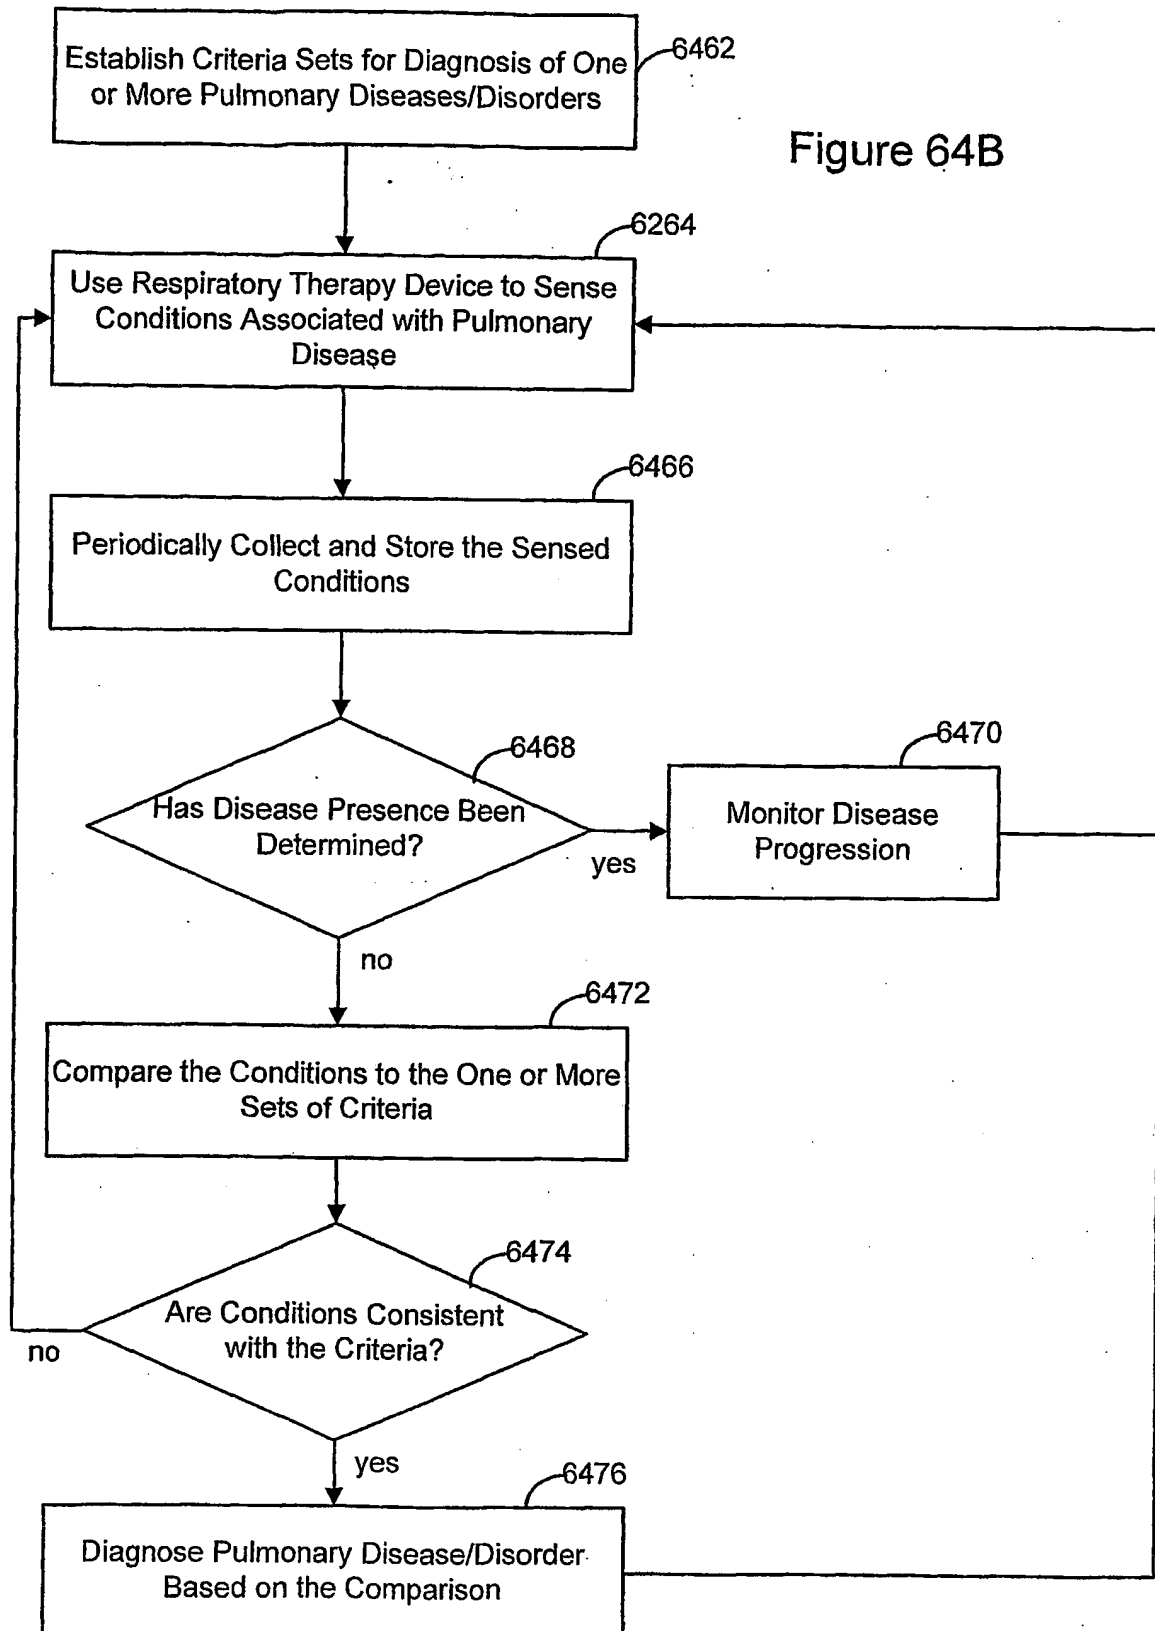 Establish Criteria Sets for Diagnosis of One
or More Pulmonary Diseases/Disorders
6462
Figure 64B
6264
Use Respiratory Therapy Device to Sense
Conditions Associated with Pulmonary
Disease
6466
Periodically Collect and Store the Sensed
Conditions
6468
Has Disease Presence Been
Determined?
yes
6470
Monitor Disease
Progression
no
6472
Compare the Conditions to the One or More
Sets of Criteria
6474
Are Conditions Consistent
with the Criteria?
no
yes
6476
Diagnose Pulmonary Disease/Disorder
Based on the Comparison